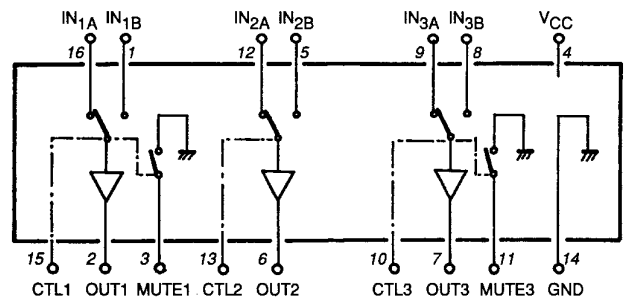 IN1A IN1B IN2A IN2B IN3A IN3B VCC
16 1 12 5 9 8 4
15 2 3 13 6 10 7 11 14
CTL1 OUT1 MUTE1 CTL2 OUT2 CTL3 OUT3 MUTE3 GND